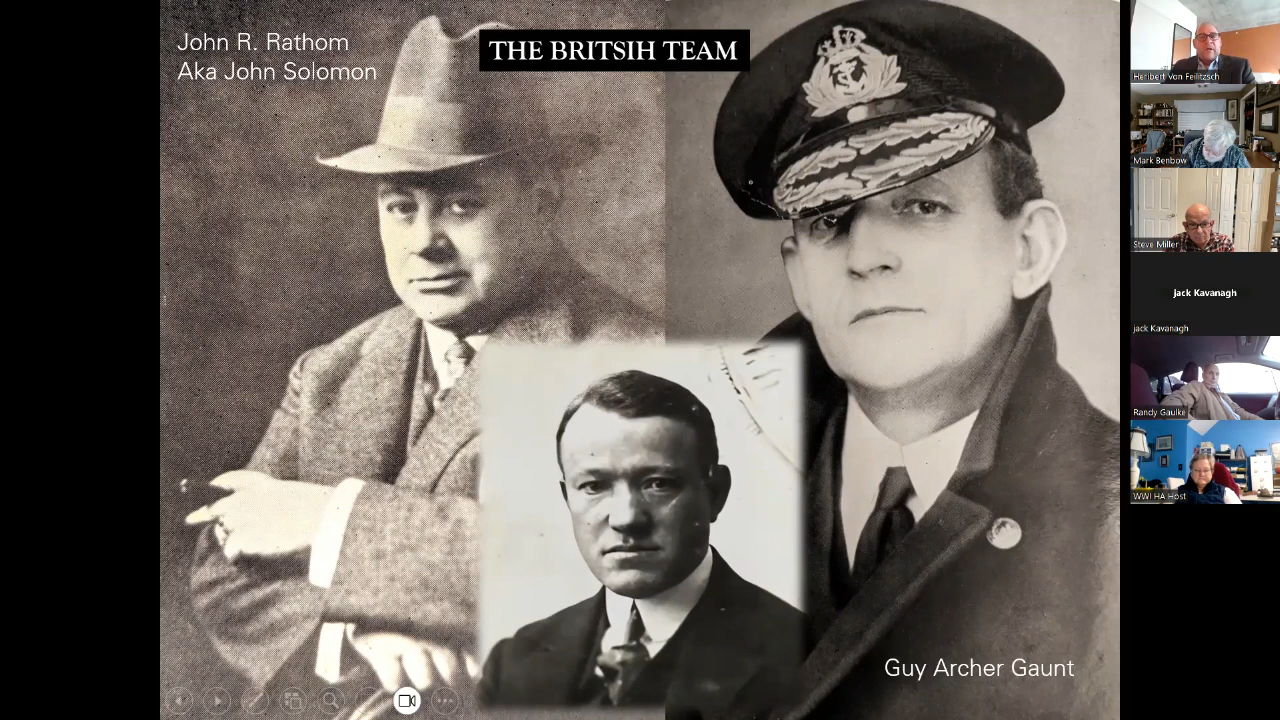 John R. Rathom
Aka John Solomon
THE BRITSIH TEAM
Guy Archer Gaunt
Heribert Von Feilitzsch
Mark Benbow
Steve Miller
Jack Kavanagh
jack Kavanagh
Randy Gaulke
WWI HA Host